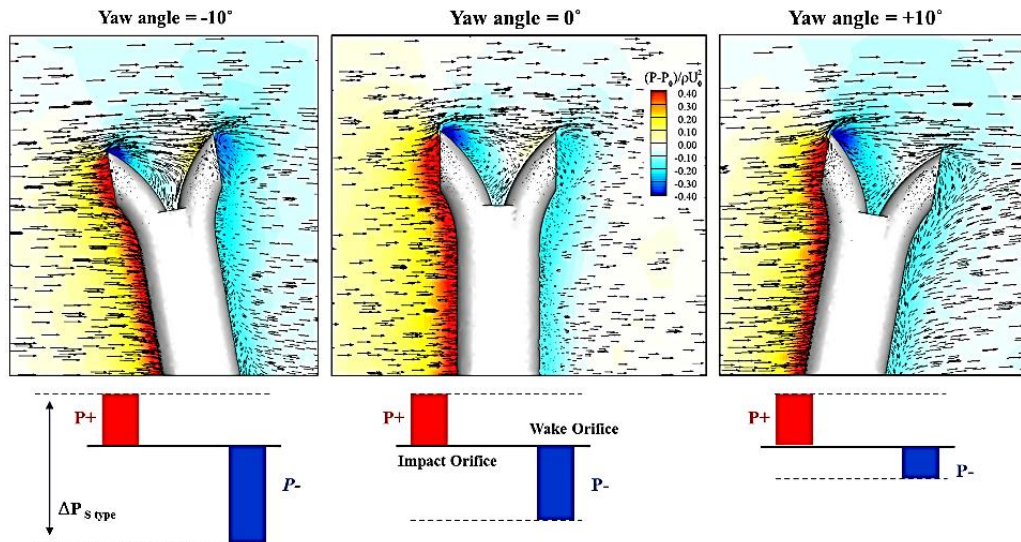 Yaw angle = -10°
Yaw angle = 0°
Yaw angle = +10°
(P-P₀)/ρU₀²
0.40
0.30
0.20
0.10
0.00
-0.10
-0.20
-0.30
-0.40
P+
P-
ΔP S type
P+
Wake Orifice
Impact Orifice
P-
P+
P-